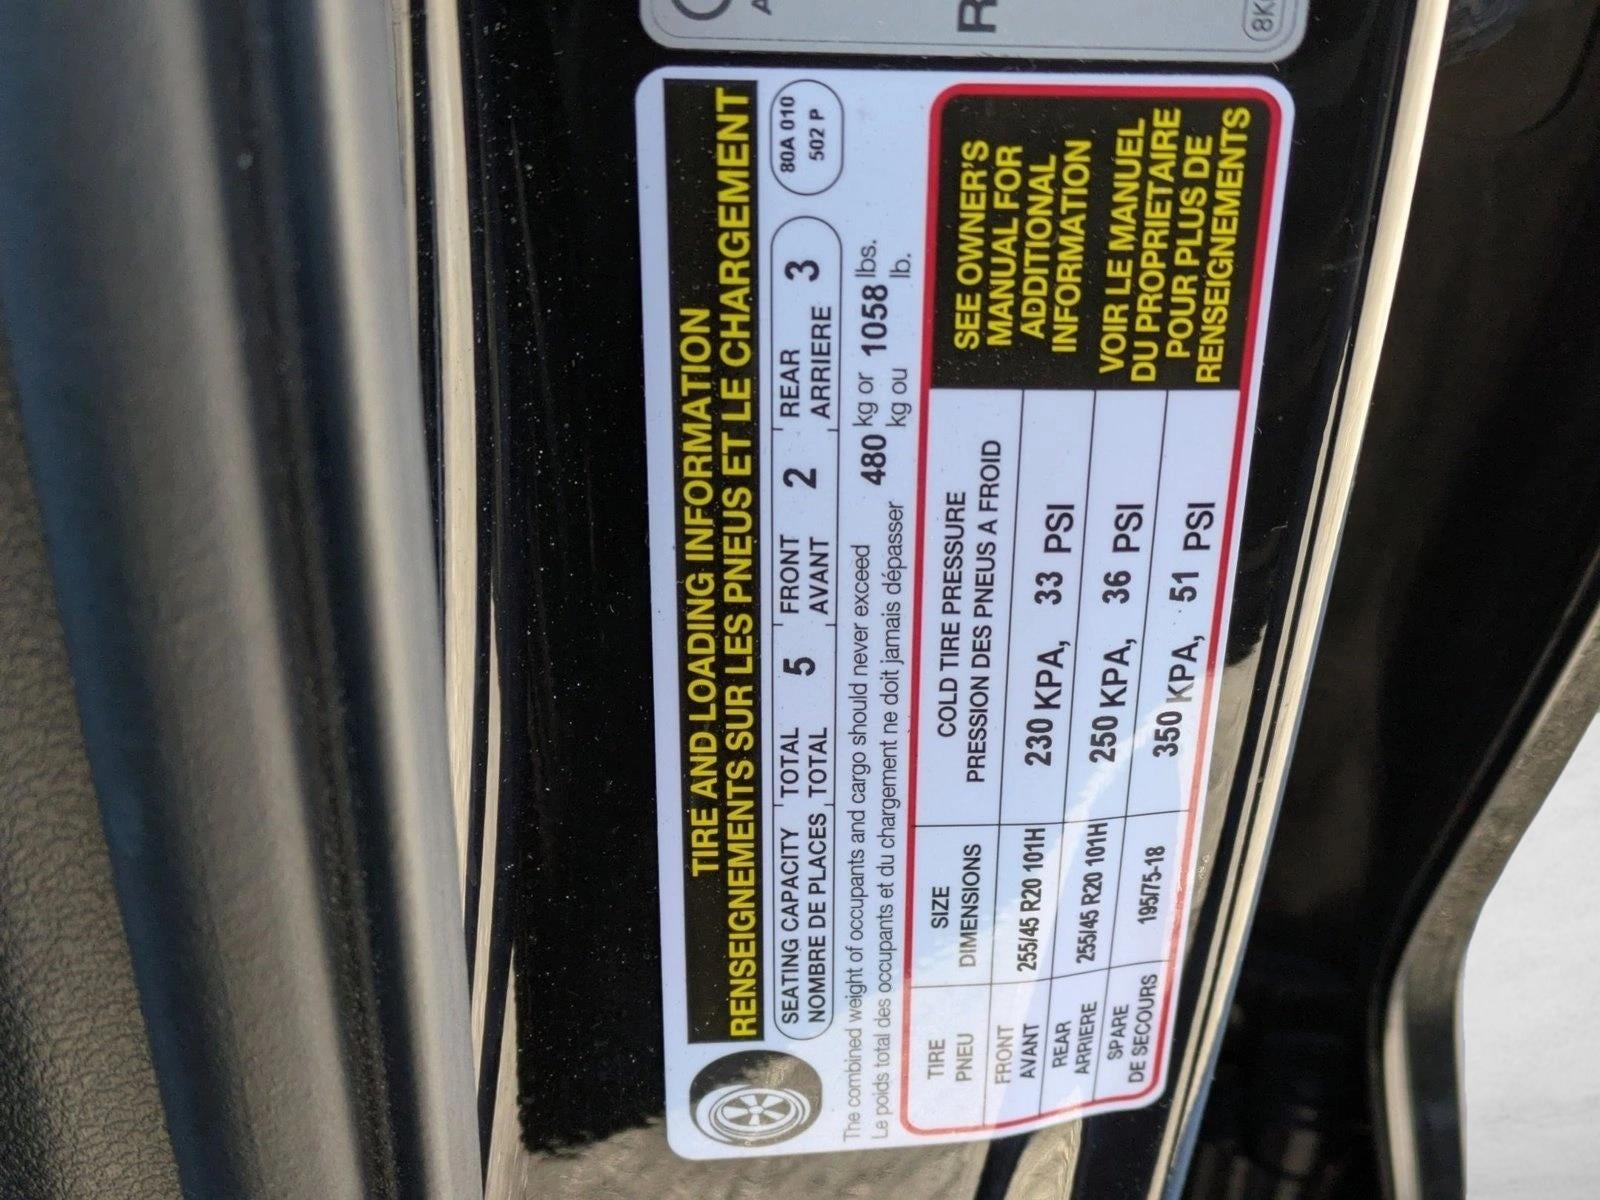 TIRE AND LOADING INFORMATION
RENSEIGNEMENTS SUR LES PNEUS ET LE CHARGEMENT
SEATING CAPACITY TOTAL 5 FRONT 2 REAR 3
NOMBRE DE PLACES TOTAL AVANT ARRIERE
80A 010
502 P
The combined weight of occupants and cargo should never exceed 480 kg or 1058 lbs.
Le poids total des occupants et du chargement ne doit jamais dépasser kg ou lb.
TIRE SIZE COLD TIRE PRESSURE
PNEU DIMENSIONS PRESSION DES PNEUS A FROID
FRONT
AVANT 255/45 R20 101H 230 KPA, 33 PSI
REAR
ARRIERE 255/45 R20 101H 250 KPA, 36 PSI
SPARE
DE SECOURS 195/75-18 350 KPA, 51 PSI
SEE OWNER'S
MANUAL FOR
ADDITIONAL
INFORMATION
VOIR LE MANUEL
DU PROPRIETAIRE
POUR PLUS DE
RENSEIGNEMENTS